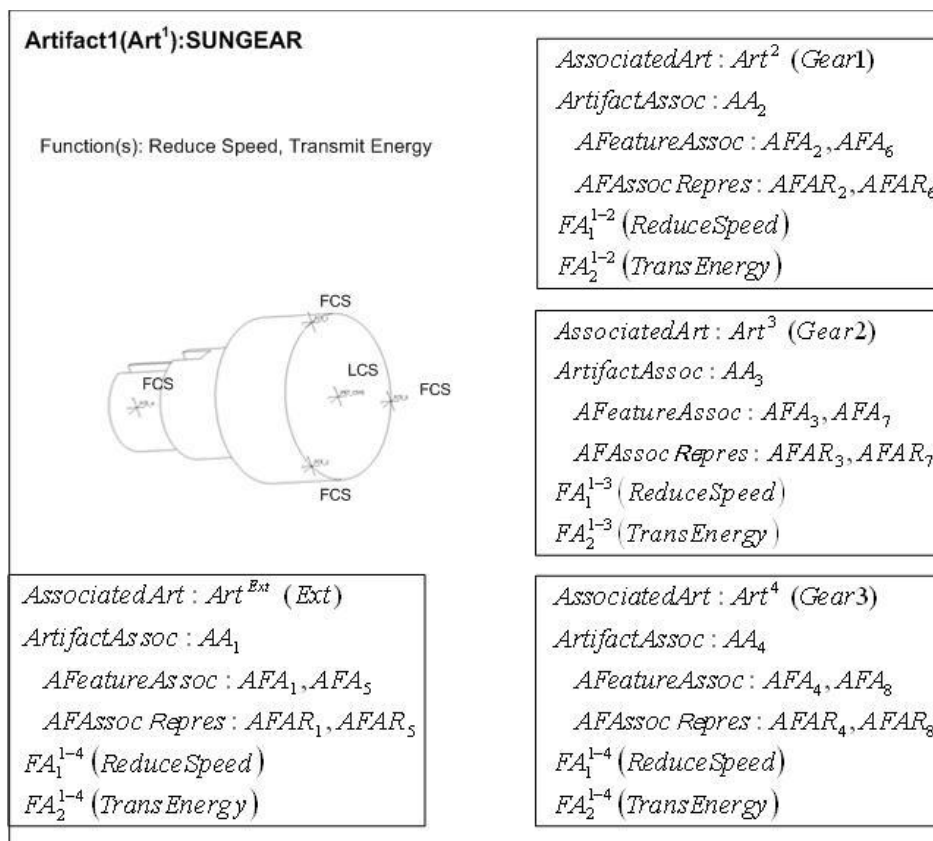 Artifact1(Art¹):SUNGEAR
Function(s): Reduce Speed, Transmit Energy
FCS
LCS
FCS
FCS
FCS
AssociatedArt : Art² (Gear1)
ArtifactAssoc : AA₂
AFeatureAssoc : AFA₂, AFA₆
AFAssocRepres : AFAR₂, AFAR₆
FA₁¹⁻² (ReduceSpeed)
FA₂¹⁻² (TransEnergy)
AssociatedArt : Art³ (Gear2)
ArtifactAssoc : AA₃
AFeatureAssoc : AFA₃, AFA₇
AFAssocRepres : AFAR₃, AFAR₇
FA₁¹⁻³ (ReduceSpeed)
FA₂¹⁻³ (TransEnergy)
AssociatedArt : Art^Ext (Ext)
ArtifactAssoc : AA₁
AFeatureAssoc : AFA₁, AFA₅
AFAssocRepres : AFAR₁, AFAR₅
FA₁¹⁻⁴ (ReduceSpeed)
FA₂¹⁻⁴ (TransEnergy)
AssociatedArt : Art⁴ (Gear3)
ArtifactAssoc : AA₄
AFeatureAssoc : AFA₄, AFA₈
AFAssocRepres : AFAR₄, AFAR₈
FA₁¹⁻⁴ (ReduceSpeed)
FA₂¹⁻⁴ (TransEnergy)